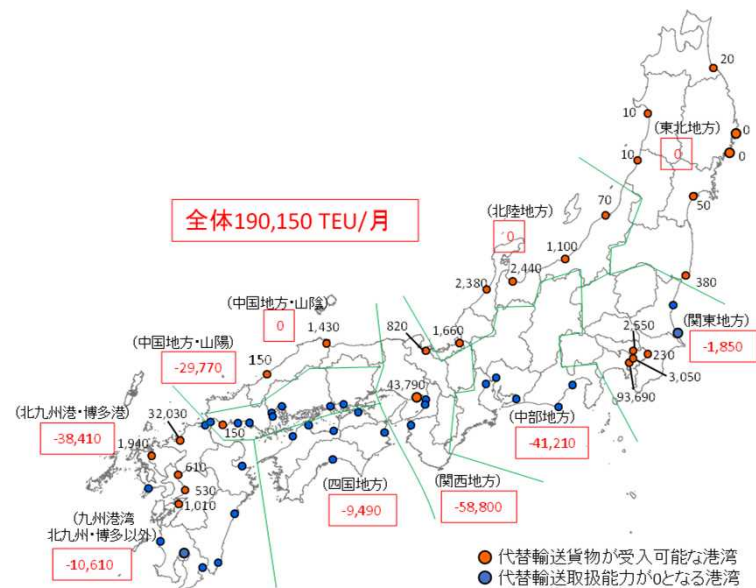 20
10
(東北地方)
0
0
0
10
50
70
全体190,150 TEU/月
(北陸地方)
0
1,100
2,440
2,380
380
(関東地方)
-1,850
(中国地方・山陰)
0
1,430
820
1,660
2,550
230
3,050
93,690
(中国地方・山陽)
-29,770
150
43,790
(中部地方)
-41,210
(北九州港・博多港)
-38,410
32,030
150
1,940
610
530
1,010
(四国地方)
-9,490
(関西地方)
-58,800
(九州港湾
北九州・博多以外)
-10,610
代替輸送貨物が受入可能な港湾
代替輸送取扱能力が0となる港湾